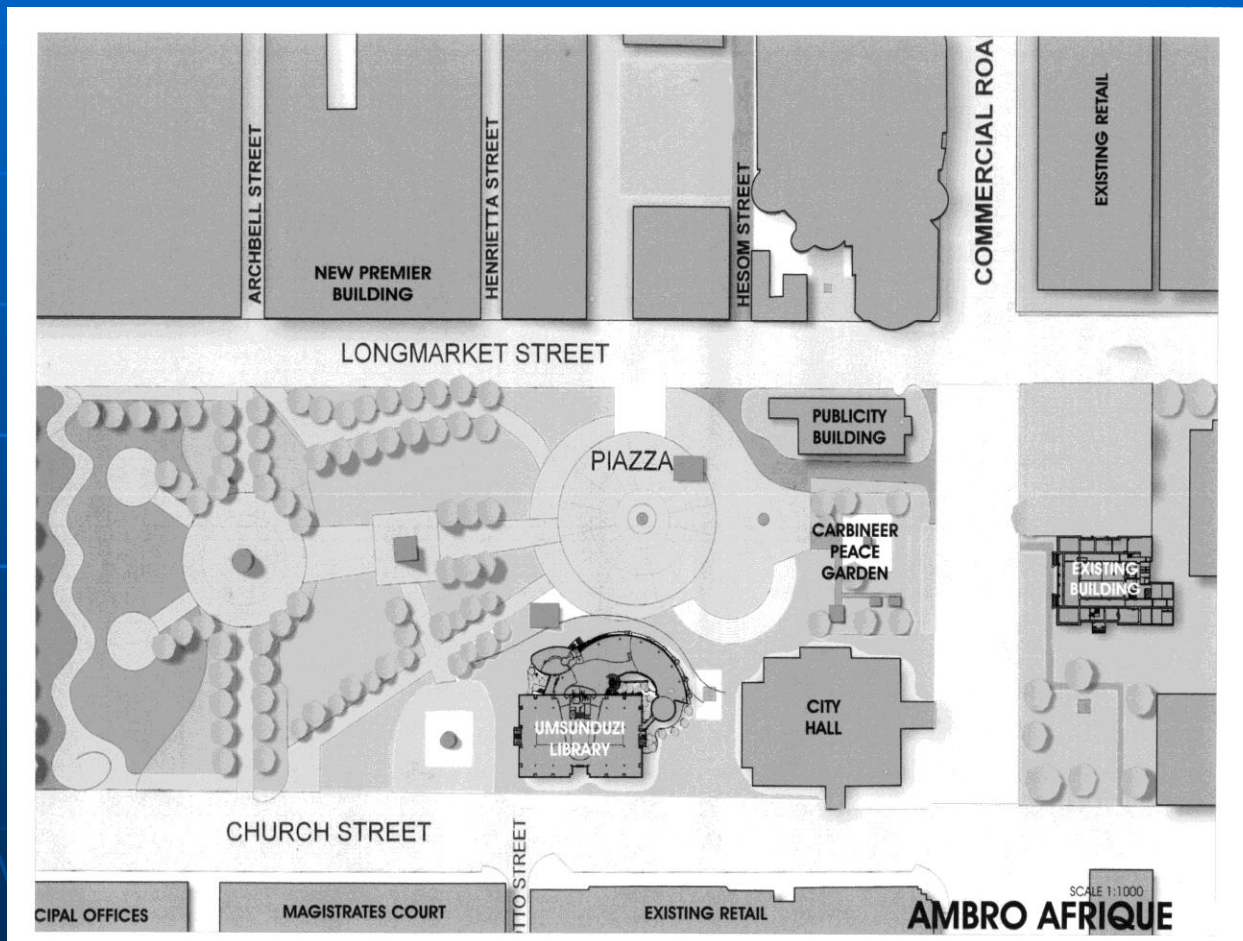 ARCHBELL STREET
HENRIETTA STREET
HESOM STREET
COMMERCIAL ROA
EXISTING RETAIL
NEW PREMIER
BUILDING
LONGMARKET STREET
PUBLICITY
BUILDING
PIAZZA
CARBINEER
PEACE
GARDEN
EXISTING
BUILDING
UMSUNDUZI
LIBRARY
CITY
HALL
CHURCH STREET
OTTO STREET
CIPAL OFFICES
MAGISTRATES COURT
EXISTING RETAIL
SCALE 1:1000
AMBRO AFRIQUE